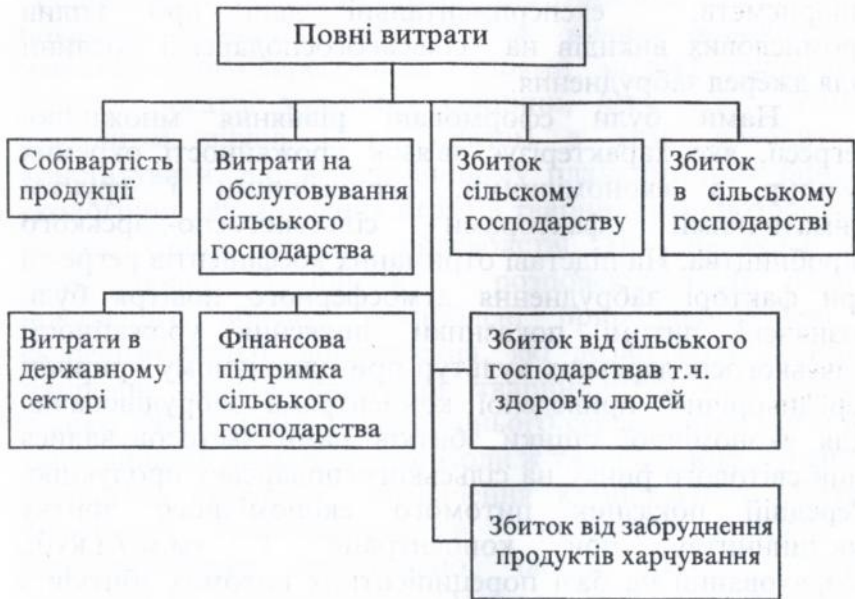 Повні витрати
Собівартість
продукції
Витрати на
обслуговування
сільського
господарства
Збиток
сільскому
господарству
Збиток
в сільському
господарстві
Витрати в
державному
секторі
Фінансова
підтримка
сільського
господарства
Збиток від сільського
господарствав т.ч.
здоров'ю людей
Збиток від забруднення
продуктів харчування